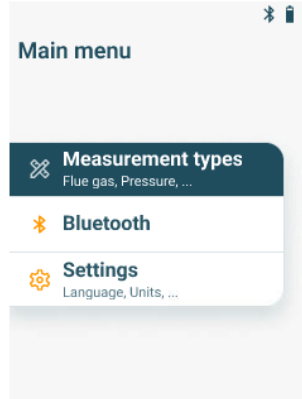 Main menu
Measurement types
Flue gas, Pressure, ...
Bluetooth
Settings
Language, Units, ...